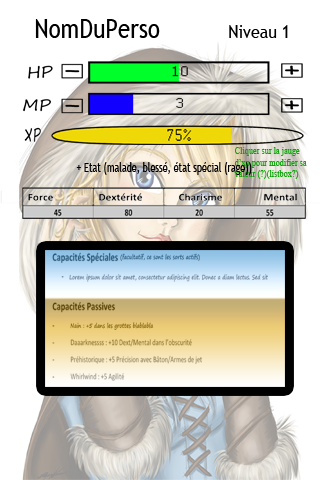 NomDuPerso Niveau 1
HP − 10 +
MP − 3 +
XP 75%
Cliquer sur la jauge
d'xp pour modifier sa
valeur (?)(listbox?)
+ Etat (malade, blessé, état spécial (rage))
Force Dextérité Charisme Mental
45 80 20 55
Capacités Spéciales (facultatif, ce sont les sorts actifs)
• Lorem ipsum dolor sit amet, consectetur adipiscing elit. Donec a diam lectus. Sed sit
Capacités Passives
• Nain : +5 dans les grottes blablabla
• Daaarknessss : +10 Dext/Mental dans l'obscurité
• Préhistorique : +5 Précision avec Bâton/Armes de jet
• Whirlwind : +5 Agilité